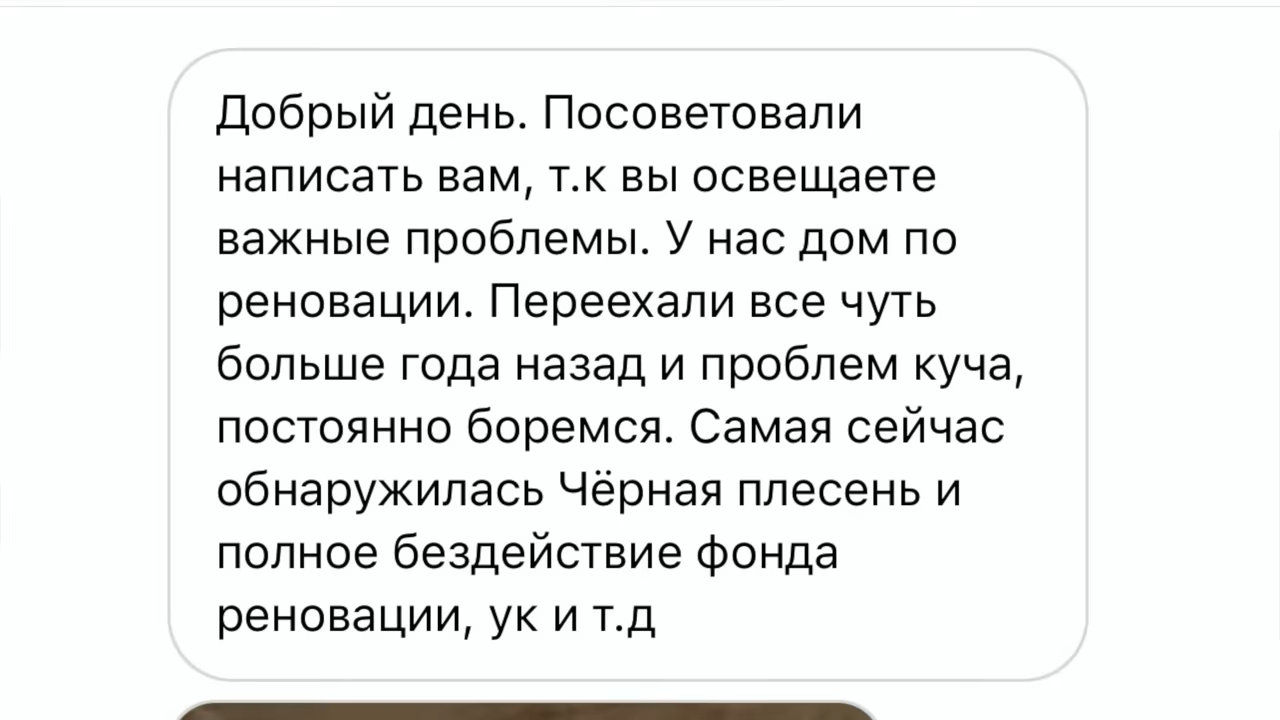 Добрый день. Посоветовали
написать вам, т.к вы освещаете
важные проблемы. У нас дом по
реновации. Переехали все чуть
больше года назад и проблем куча,
постоянно боремся. Самая сейчас
обнаружилась Чёрная плесень и
полное бездействие фонда
реновации, ук и т.д